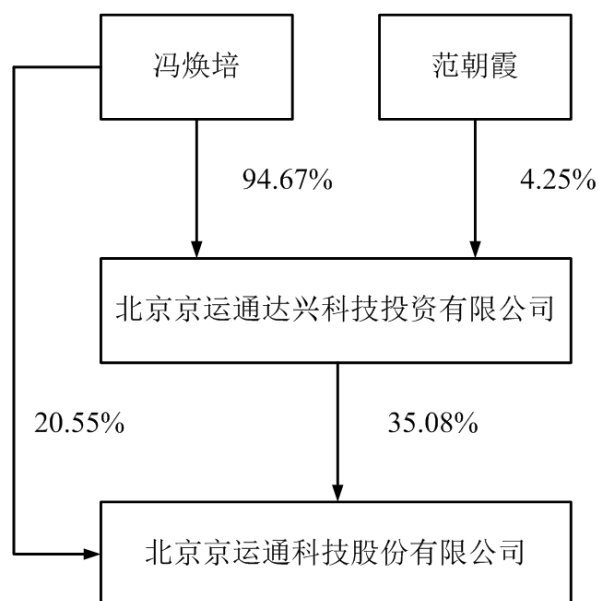 冯焕培
范朝霞
94.67%
4.25%
北京京运通达兴科技投资有限公司
20.55%
35.08%
北京京运通科技股份有限公司